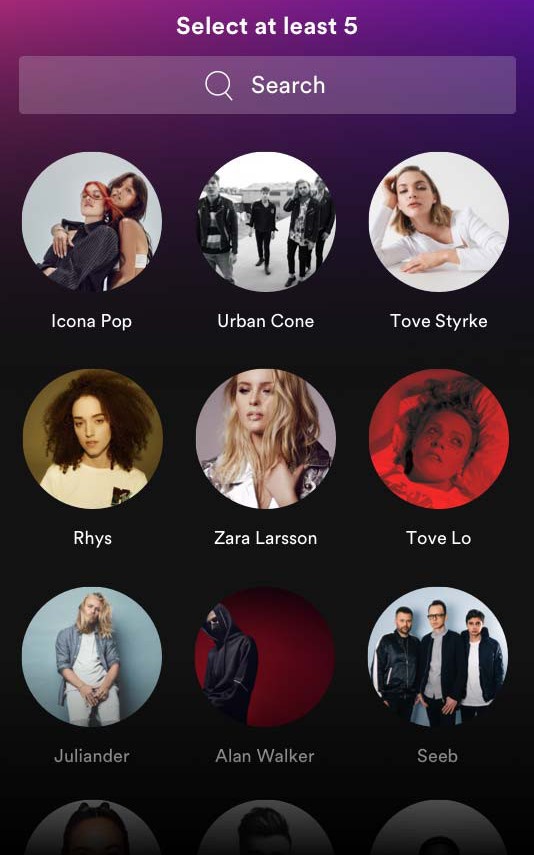 Select at least 5
Search
Icona Pop
Urban Cone
Tove Styrke
Rhys
Zara Larsson
Tove Lo
Juliander
Alan Walker
Seeb